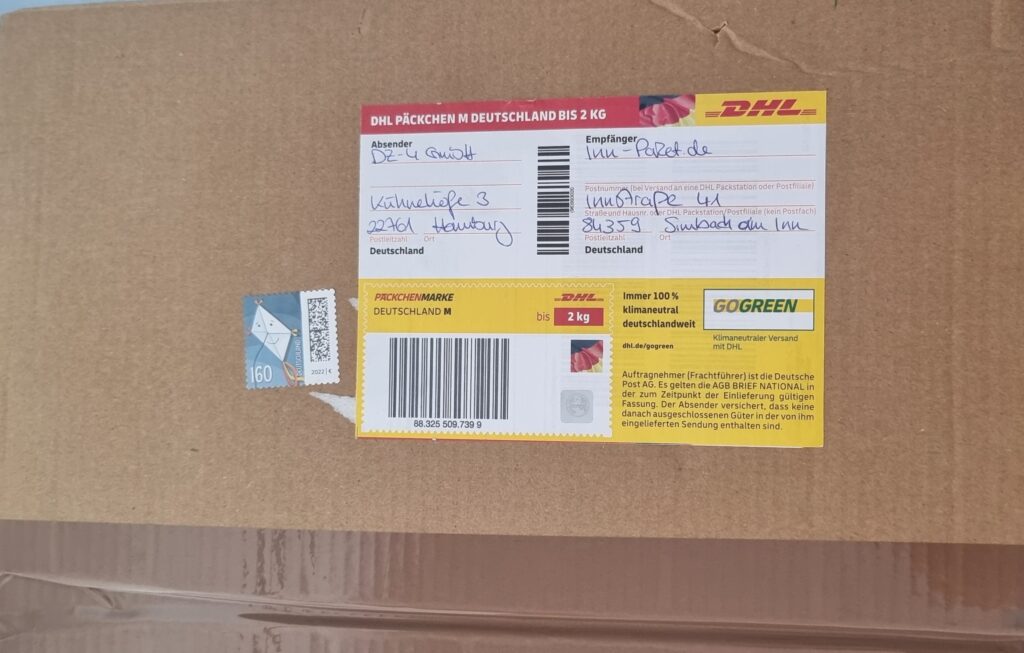 DHL PÄCKCHEN M DEUTSCHLAND BIS 2 KG
DHL
Absender
DZ-4 GmbH
Kühnehöfe 3
22761 Hamburg
Postleitzahl Ort
Deutschland
Empfänger
Inn-Paket.de
Postnummer (bei Versand an eine DHL Packstation oder Postfiliale)
Innstraße 41
Straße und Hausnr. oder DHL Packstation/Postfiliale (kein Postfach)
84359 Simbach am Inn
Postleitzahl Ort
Deutschland
160
DEUTSCHLAND
2022 | €
PÄCKCHENMARKE
DEUTSCHLAND M
DHL
bis 2 kg
88.325 509.739 9
Immer 100 %
klimaneutral
deutschlandweit
dhl.de/gogreen
GOGREEN
Klimaneutraler Versand
mit DHL
Auftragnehmer (Frachtführer) ist die Deutsche
Post AG. Es gelten die AGB BRIEF NATIONAL in
der zum Zeitpunkt der Einlieferung gültigen
Fassung. Der Absender versichert, dass keine
danach ausgeschlossenen Güter in der von ihm
eingelieferten Sendung enthalten sind.